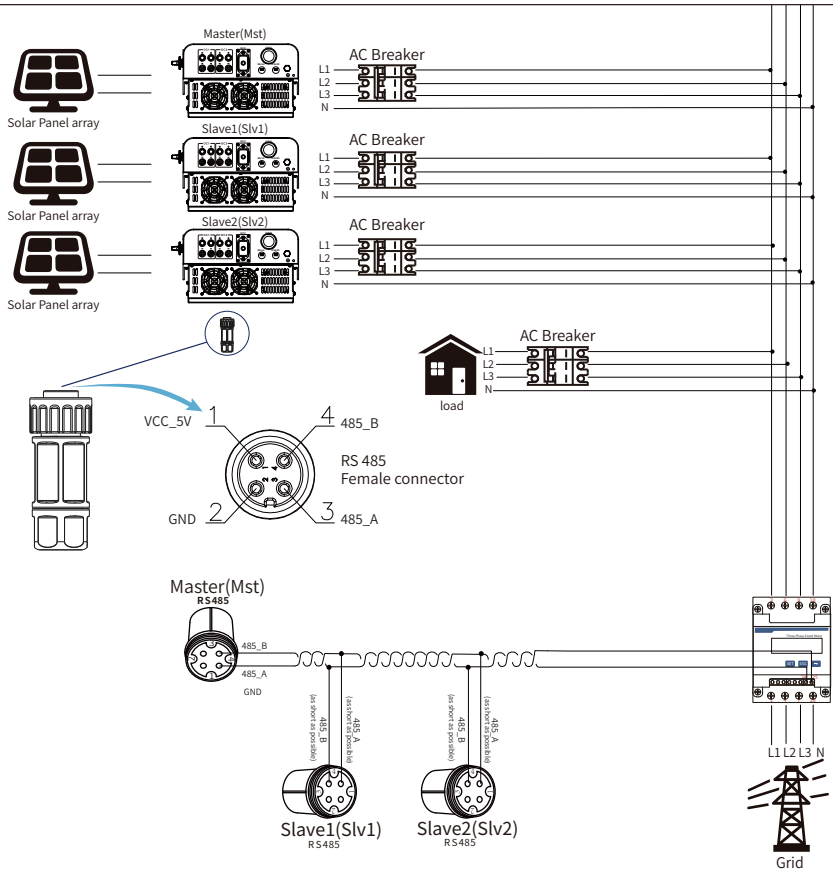 Master(Mst)
AC Breaker
L1
L2
L3
N
Solar Panel array
Slave1(Slv1)
AC Breaker
L1
L2
L3
N
Solar Panel array
Slave2(Slv2)
AC Breaker
L1
L2
L3
N
Solar Panel array
AC Breaker
L1
L2
L3
N
load
VCC_5V
1
4
485_B
1
4
2
3
RS 485
Female connector
GND
2
3
485_A
Master(Mst)
RS485
485_B
485_A
GND
485_B
(as short as possible)
485_A
(as short as possible)
485_B
(as short as possible)
485_A
(as short as possible)
Slave1(Slv1)
RS485
Slave2(Slv2)
RS485
L1 L2 L3 N
Grid